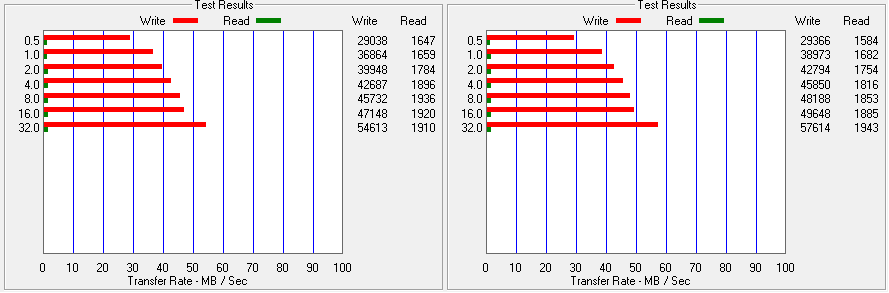 Test Results
Write Read Write Read
0.5 29038 1647
1.0 36864 1659
2.0 39948 1784
4.0 42687 1896
8.0 45732 1936
16.0 47148 1920
32.0 54613 1910
0 10 20 30 40 50 60 70 80 90 100
Transfer Rate - MB / Sec
Test Results
Write Read Write Read
0.5 29366 1584
1.0 38973 1682
2.0 42794 1754
4.0 45850 1816
8.0 48188 1853
16.0 49648 1885
32.0 57614 1943
0 10 20 30 40 50 60 70 80 90 100
Transfer Rate - MB / Sec